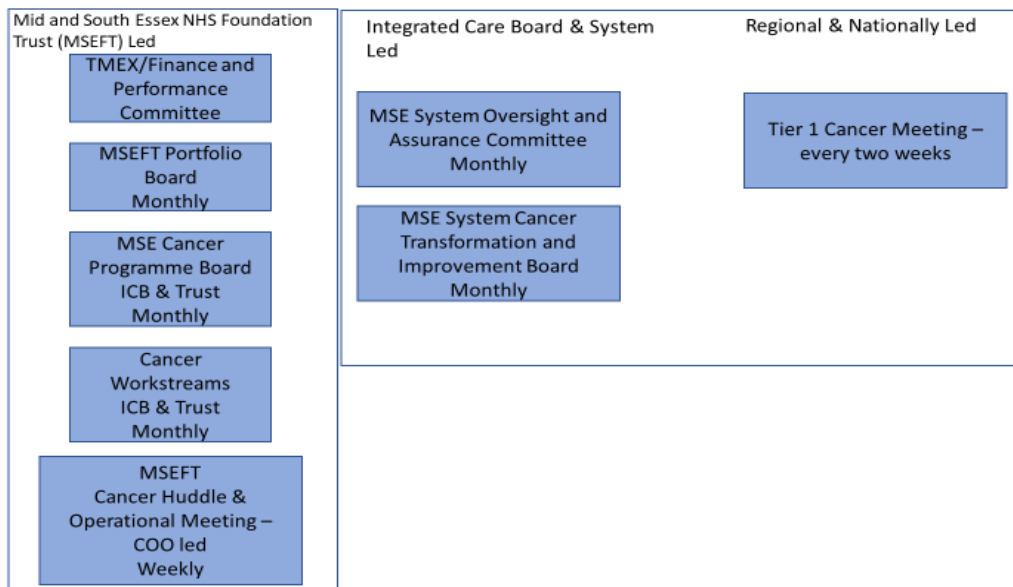 Mid and South Essex NHS Foundation
Trust (MSEFT) Led
TMEX/Finance and
Performance
Committee
MSEFT Portfolio
Board
Monthly
MSE Cancer
Programme Board
ICB & Trust
Monthly
Cancer
Workstreams
ICB & Trust
Monthly
MSEFT
Cancer Huddle &
Operational Meeting –
COO led
Weekly
Integrated Care Board & System
Led
MSE System Oversight and
Assurance Committee
Monthly
MSE System Cancer
Transformation and
Improvement Board
Monthly
Regional & Nationally Led
Tier 1 Cancer Meeting –
every two weeks